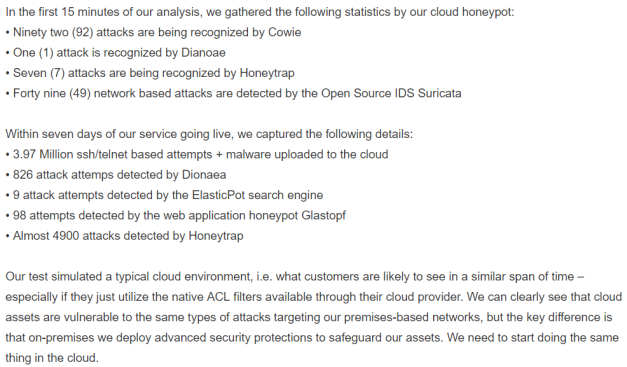 In the first 15 minutes of our analysis, we gathered the following statistics by our cloud honeypot:
• Ninety two (92) attacks are being recognized by Cowie
• One (1) attack is recognized by Dianoae
• Seven (7) attacks are being recognized by Honeytrap
• Forty nine (49) network based attacks are detected by the Open Source IDS Suricata
Within seven days of our service going live, we captured the following details:
• 3.97 Million ssh/telnet based attempts + malware uploaded to the cloud
• 826 attack attemps detected by Dionaea
• 9 attack attempts detected by the ElasticPot search engine
• 98 attempts detected by the web application honeypot Glastopf
• Almost 4900 attacks detected by Honeytrap
Our test simulated a typical cloud environment, i.e. what customers are likely to see in a similar span of time –
especially if they just utilize the native ACL filters available through their cloud provider. We can clearly see that cloud
assets are vulnerable to the same types of attacks targeting our premises-based networks, but the key difference is
that on-premises we deploy advanced security protections to safeguard our assets. We need to start doing the same
thing in the cloud.